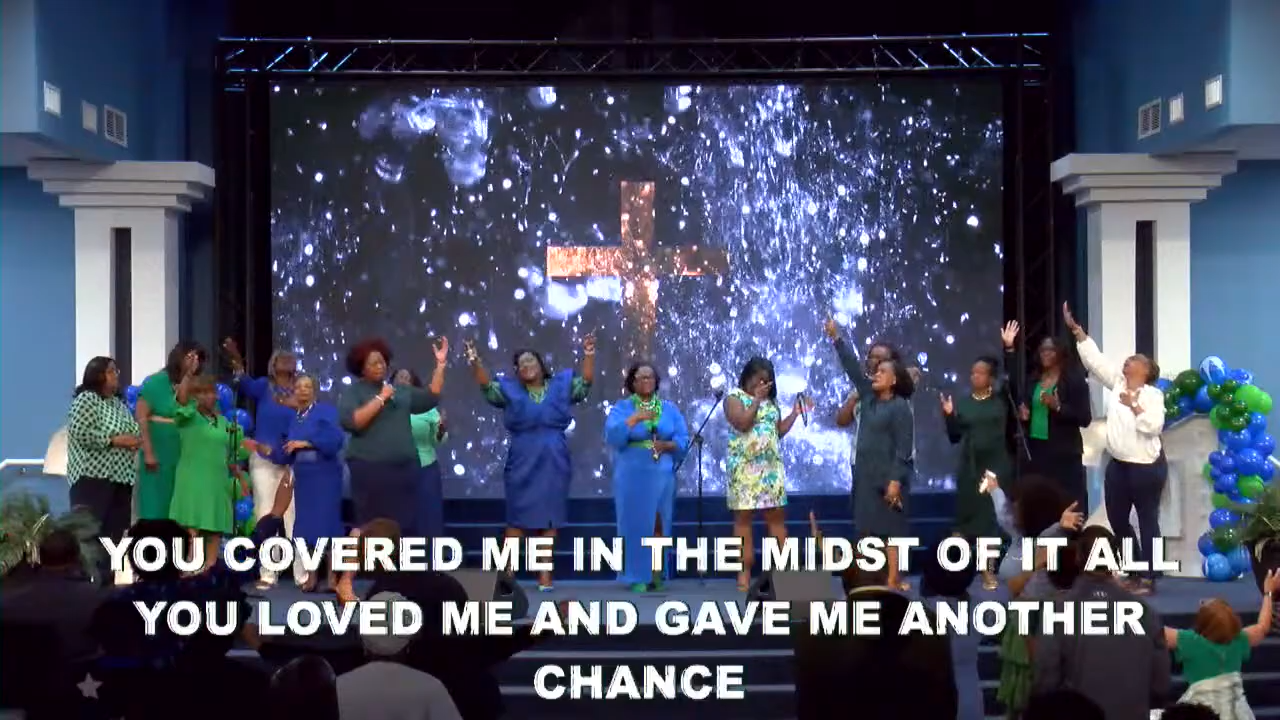 YOU COVERED ME IN THE MIDST OF IT ALL
YOU LOVED ME AND GAVE ME ANOTHER
CHANCE